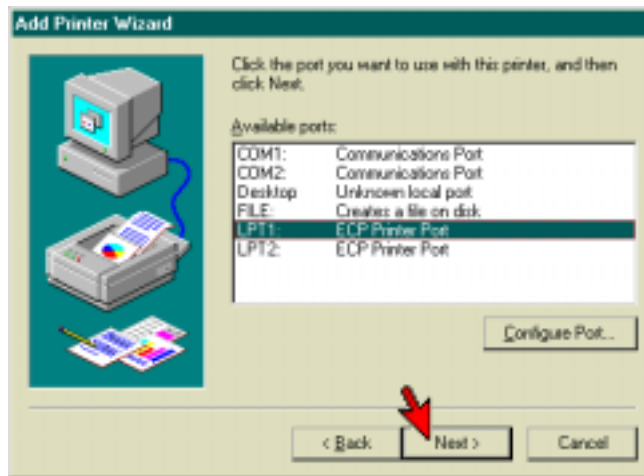 Add Printer Wizard
Click the port you want to use with this printer, and then
click Next.
Available ports:
COM1: Communications Port
COM2: Communications Port
Desktop Unknown local port
FILE: Creates a file on disk
LPT1: ECP Printer Port
LPT2: ECP Printer Port
Configure Port...
< Back Next > Cancel